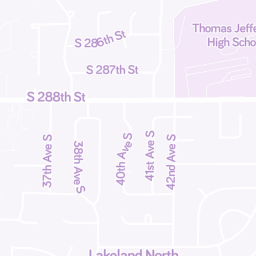 Thomas Jeffe
High Scho
S 286th St
S 287th St
S 288th St
37th Ave S
38th Ave S
40th Ave S
41st Ave S
42nd Ave S
Lakeland North